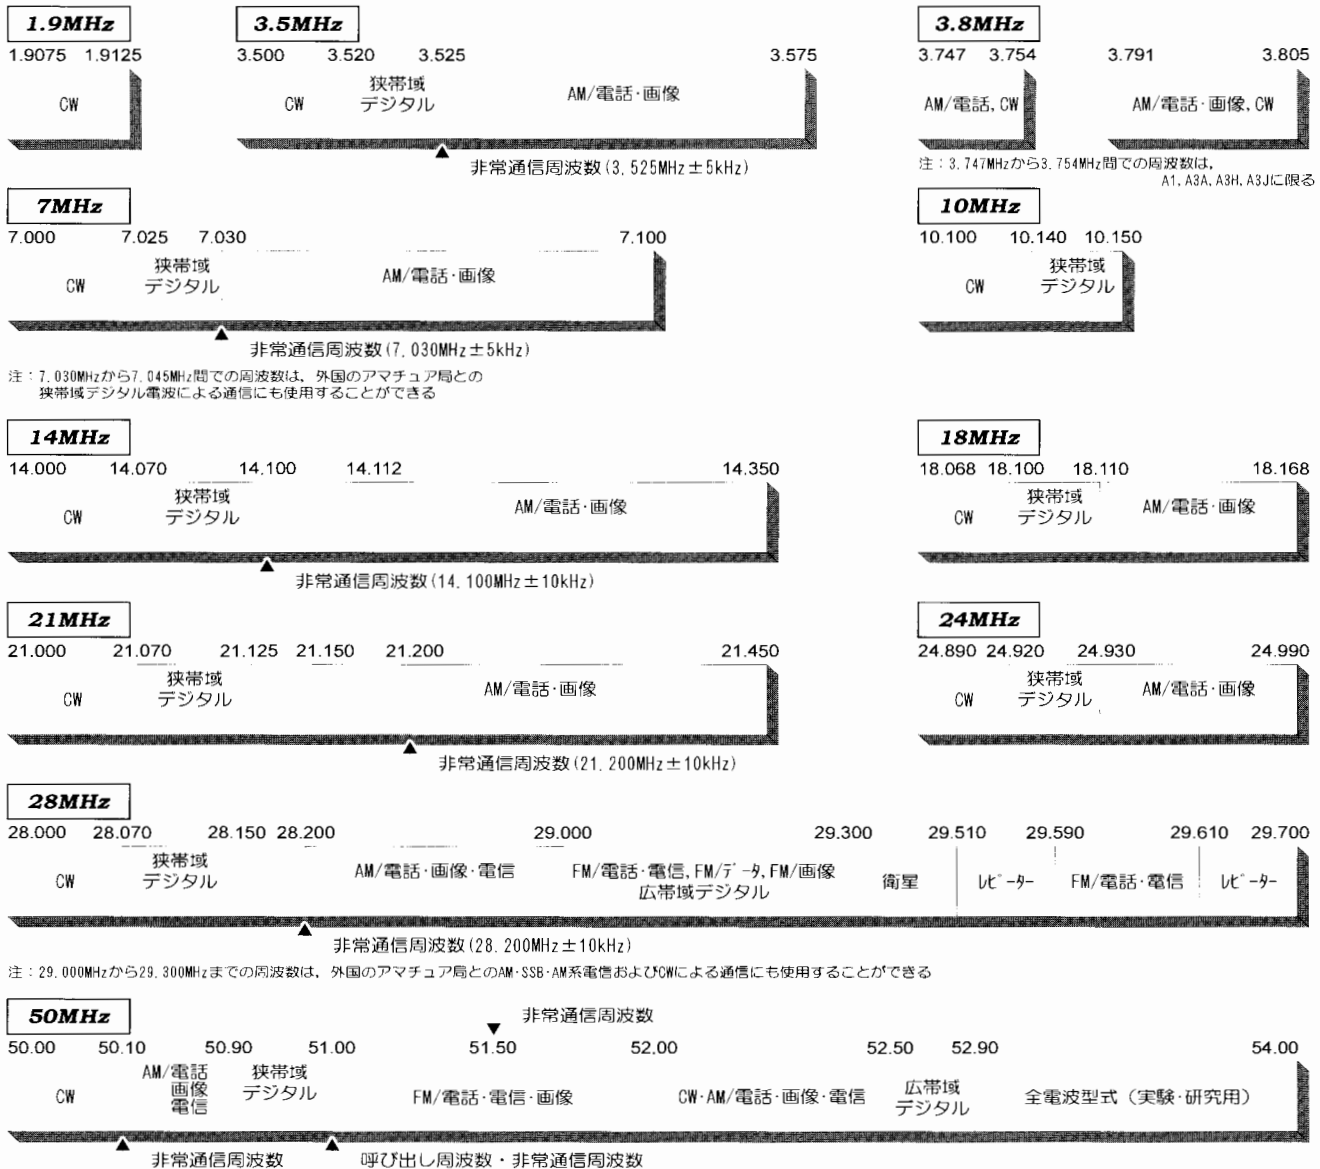 1.9MHz 3.5MHz 3.8MHz
1.9075 1.9125 3.500 3.520 3.525 3.575 3.747 3.754 3.791 3.805
CW CW 狭帯域 デジタル AM/電話・画像 AM/電話, CW AM/電話・画像, CW
非常通信周波数(3.525MHz±5kHz)
注：3.747MHzから3.754MHz間での周波数は，
A1, A3A, A3H, A3Jに限る
7MHz 10MHz
7.000 7.025 7.030 7.100 10.100 10.140 10.150
CW 狭帯域 デジタル AM/電話・画像 CW 狭帯域 デジタル
非常通信周波数(7.030MHz±5kHz)
注：7.030MHzから7.045MHz間での周波数は，外国のアマチュア局との
狭帯域デジタル電波による通信にも使用することができる
14MHz 18MHz
14.000 14.070 14.100 14.112 14.350 18.068 18.100 18.110 18.168
CW 狭帯域 デジタル AM/電話・画像 CW 狭帯域 デジタル AM/電話・画像
非常通信周波数(14.100MHz±10kHz)
21MHz 24MHz
21.000 21.070 21.125 21.150 21.200 21.450 24.890 24.920 24.930 24.990
CW 狭帯域 デジタル AM/電話・画像 CW 狭帯域 デジタル AM/電話・画像
非常通信周波数(21.200MHz±10kHz)
28MHz
28.000 28.070 28.150 28.200 29.000 29.300 29.510 29.590 29.610 29.700
CW 狭帯域 デジタル AM/電話・画像・電信 FM/電話・電信, FM/ﾃﾞｰﾀ, FM/画像 広帯域デジタル 衛星 ﾚﾋﾟｰﾀｰ FM/電話・電信 ﾚﾋﾟｰﾀｰ
非常通信周波数(28.200MHz±10kHz)
注：29.000MHzから29.300MHzまでの周波数は，外国のアマチュア局とのAM・SSB・AM系電信およびCWによる通信にも使用することができる
50MHz 非常通信周波数
50.00 50.10 50.90 51.00 51.50 52.00 52.50 52.90 54.00
CW AM/電話 画像 電信 狭帯域 デジタル FM/電話・電信・画像 CW・AM/電話・画像・電信 広帯域 デジタル 全電波型式（実験・研究用）
非常通信周波数 呼び出し周波数・非常通信周波数